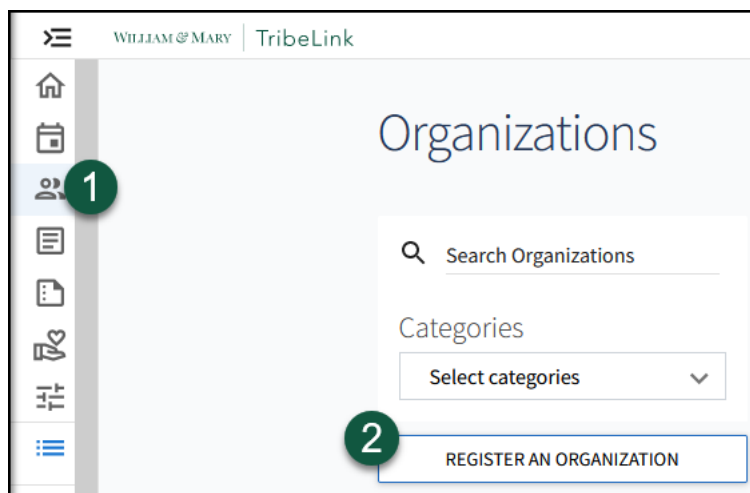 WILLIAM & MARY TribeLink
Organizations
1
Search Organizations
Categories
Select categories
2
REGISTER AN ORGANIZATION